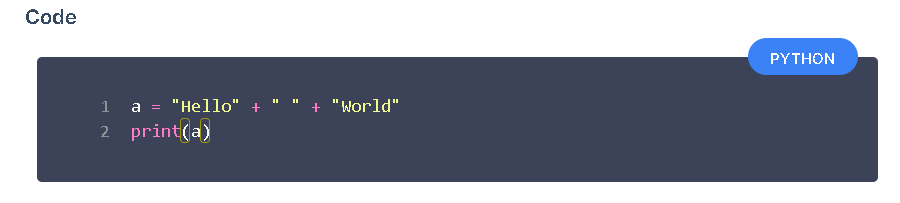 Code
PYTHON
1 a = "Hello" + " " + "World"
2 print(a)